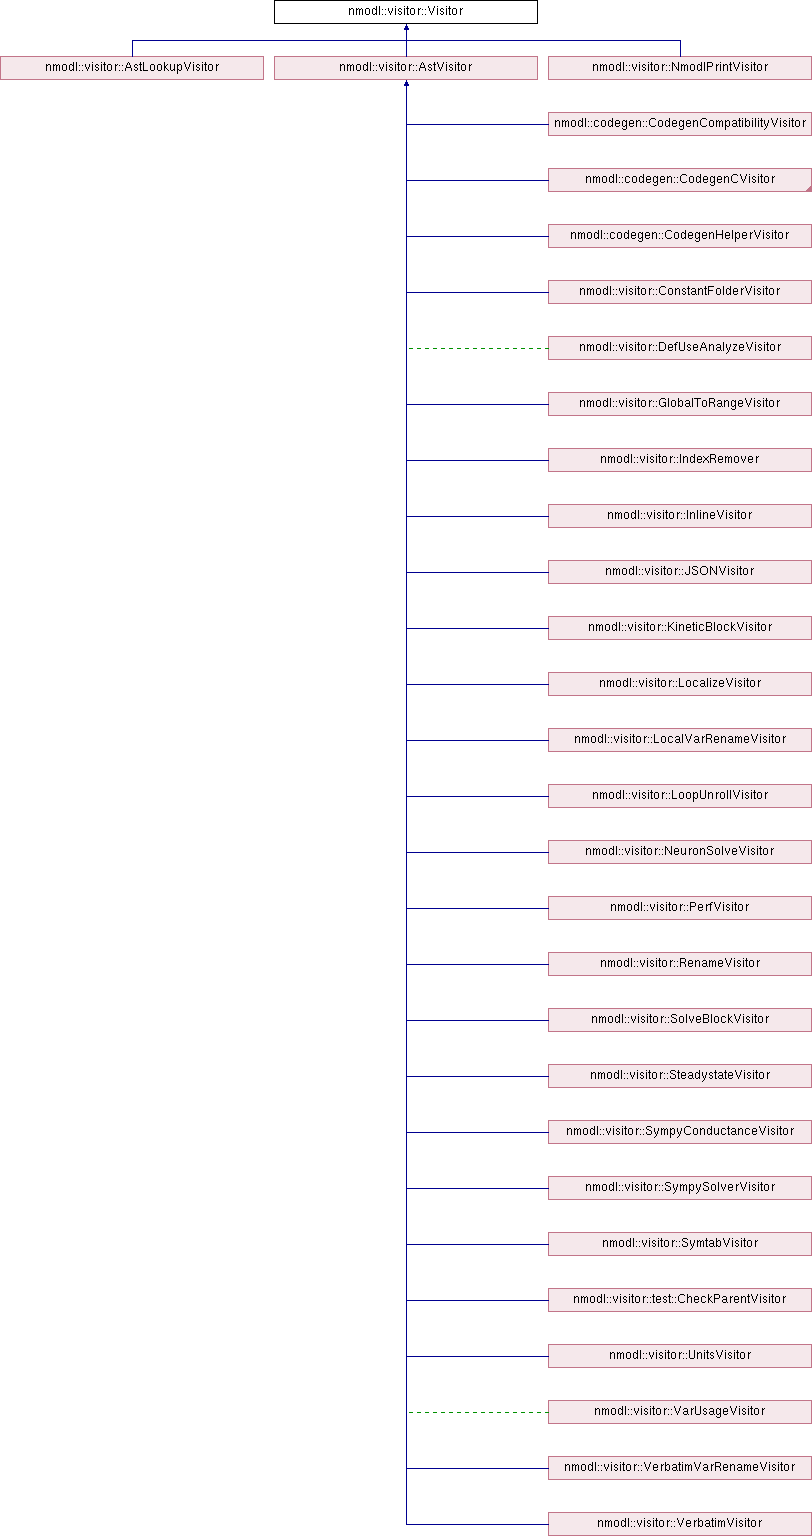 nmodl::visitor::Visitor
nmodl::visitor::AstLookupVisitor
nmodl::visitor::AstVisitor
nmodl::visitor::NmodlPrintVisitor
nmodl::codegen::CodegenCompatibilityVisitor
nmodl::codegen::CodegenCVisitor
nmodl::codegen::CodegenHelperVisitor
nmodl::visitor::ConstantFolderVisitor
nmodl::visitor::DefUseAnalyzeVisitor
nmodl::visitor::GlobalToRangeVisitor
nmodl::visitor::IndexRemover
nmodl::visitor::InlineVisitor
nmodl::visitor::JSONVisitor
nmodl::visitor::KineticBlockVisitor
nmodl::visitor::LocalizeVisitor
nmodl::visitor::LocalVarRenameVisitor
nmodl::visitor::LoopUnrollVisitor
nmodl::visitor::NeuronSolveVisitor
nmodl::visitor::PerfVisitor
nmodl::visitor::RenameVisitor
nmodl::visitor::SolveBlockVisitor
nmodl::visitor::SteadystateVisitor
nmodl::visitor::SympyConductanceVisitor
nmodl::visitor::SympySolverVisitor
nmodl::visitor::SymtabVisitor
nmodl::visitor::test::CheckParentVisitor
nmodl::visitor::UnitsVisitor
nmodl::visitor::VarUsageVisitor
nmodl::visitor::VerbatimVarRenameVisitor
nmodl::visitor::VerbatimVisitor